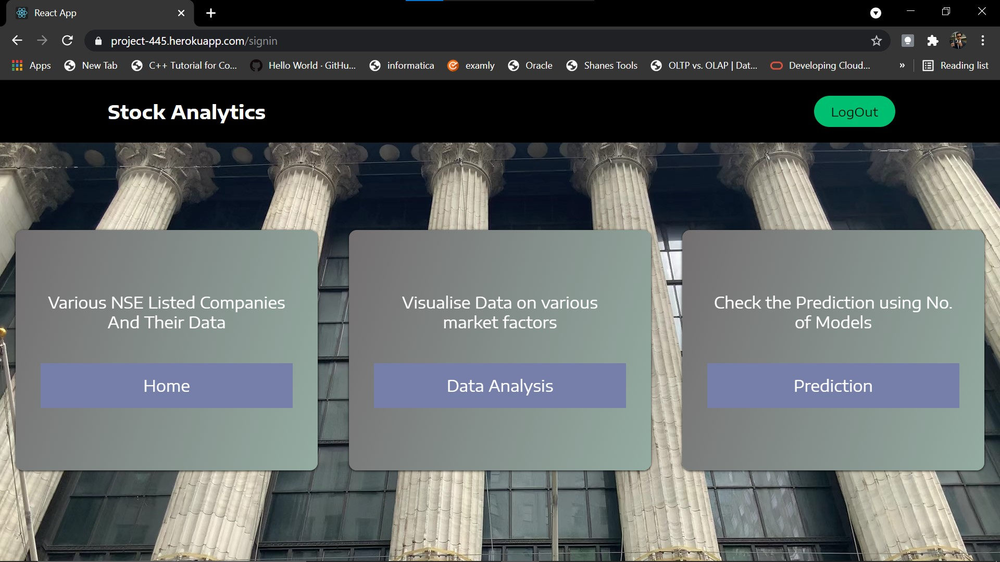 React App
project-445.herokuapp.com/signin
Apps New Tab C++ Tutorial for Co... Hello World · GitHu... informatica examly Oracle Shanes Tools OLTP vs. OLAP | Dat... Developing Cloud... » Reading list
Stock Analytics
LogOut
Various NSE Listed Companies
And Their Data
Home
Visualise Data on various
market factors
Data Analysis
Check the Prediction using No.
of Models
Prediction